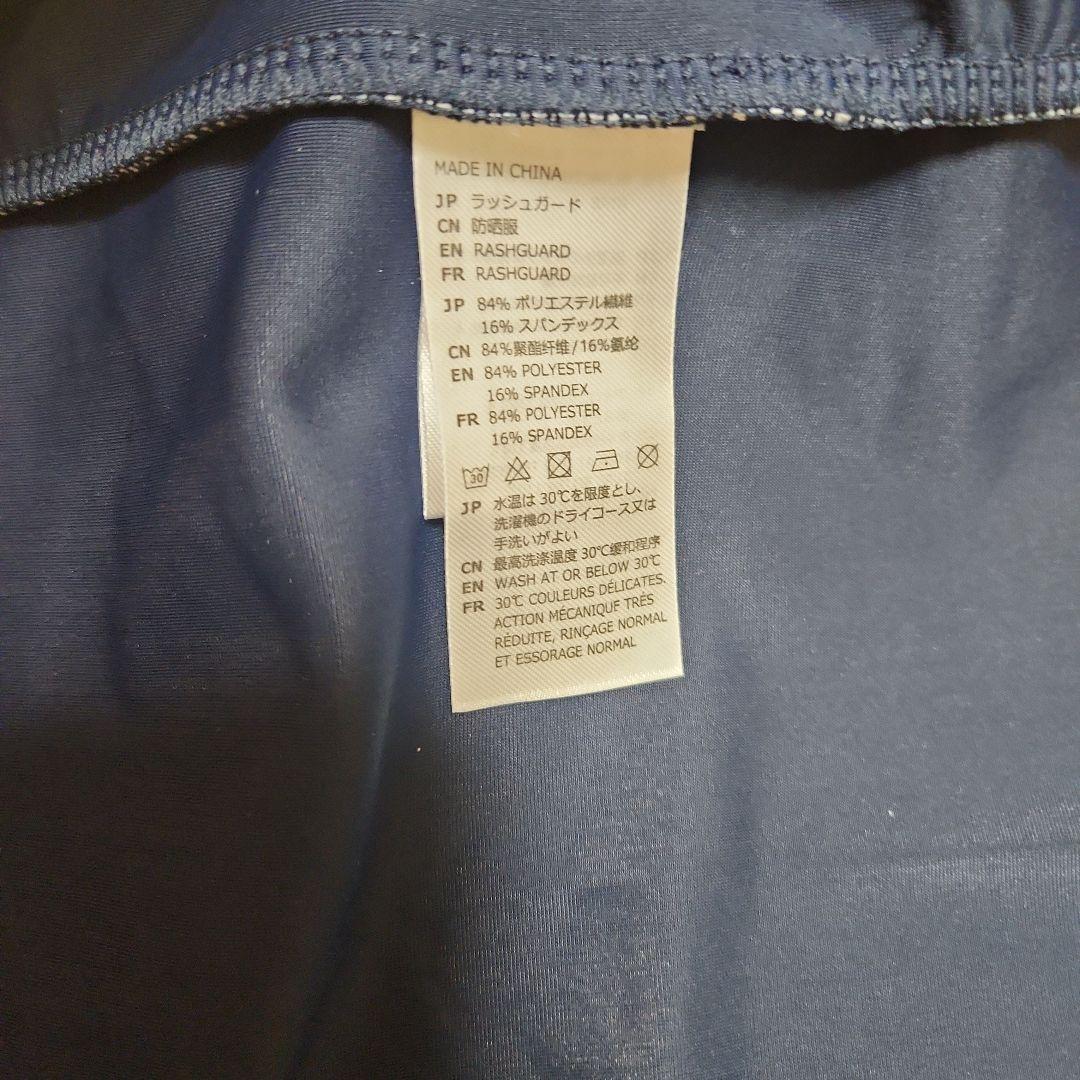 MADE IN CHINA
JP ラッシュガード
CN 防晒服
EN RASHGUARD
FR RASHGUARD
JP 84% ポリエステル繊維
16% スパンデックス
CN 84%聚酯纤维/16%氨纶
EN 84% POLYESTER
16% SPANDEX
FR 84% POLYESTER
16% SPANDEX
30
JP 水温は 30℃を限度とし、
洗濯機のドライコース又は
手洗いがよい
CN 最高洗涤温度 30℃缓和程序
EN WASH AT OR BELOW 30℃
FR 30℃ COULEURS DÉLICATES.
ACTION MÉCANIQUF TRÉS
RÉDUITE, RINÇAGE NORMAL
ET ESSORAGE NORMAL